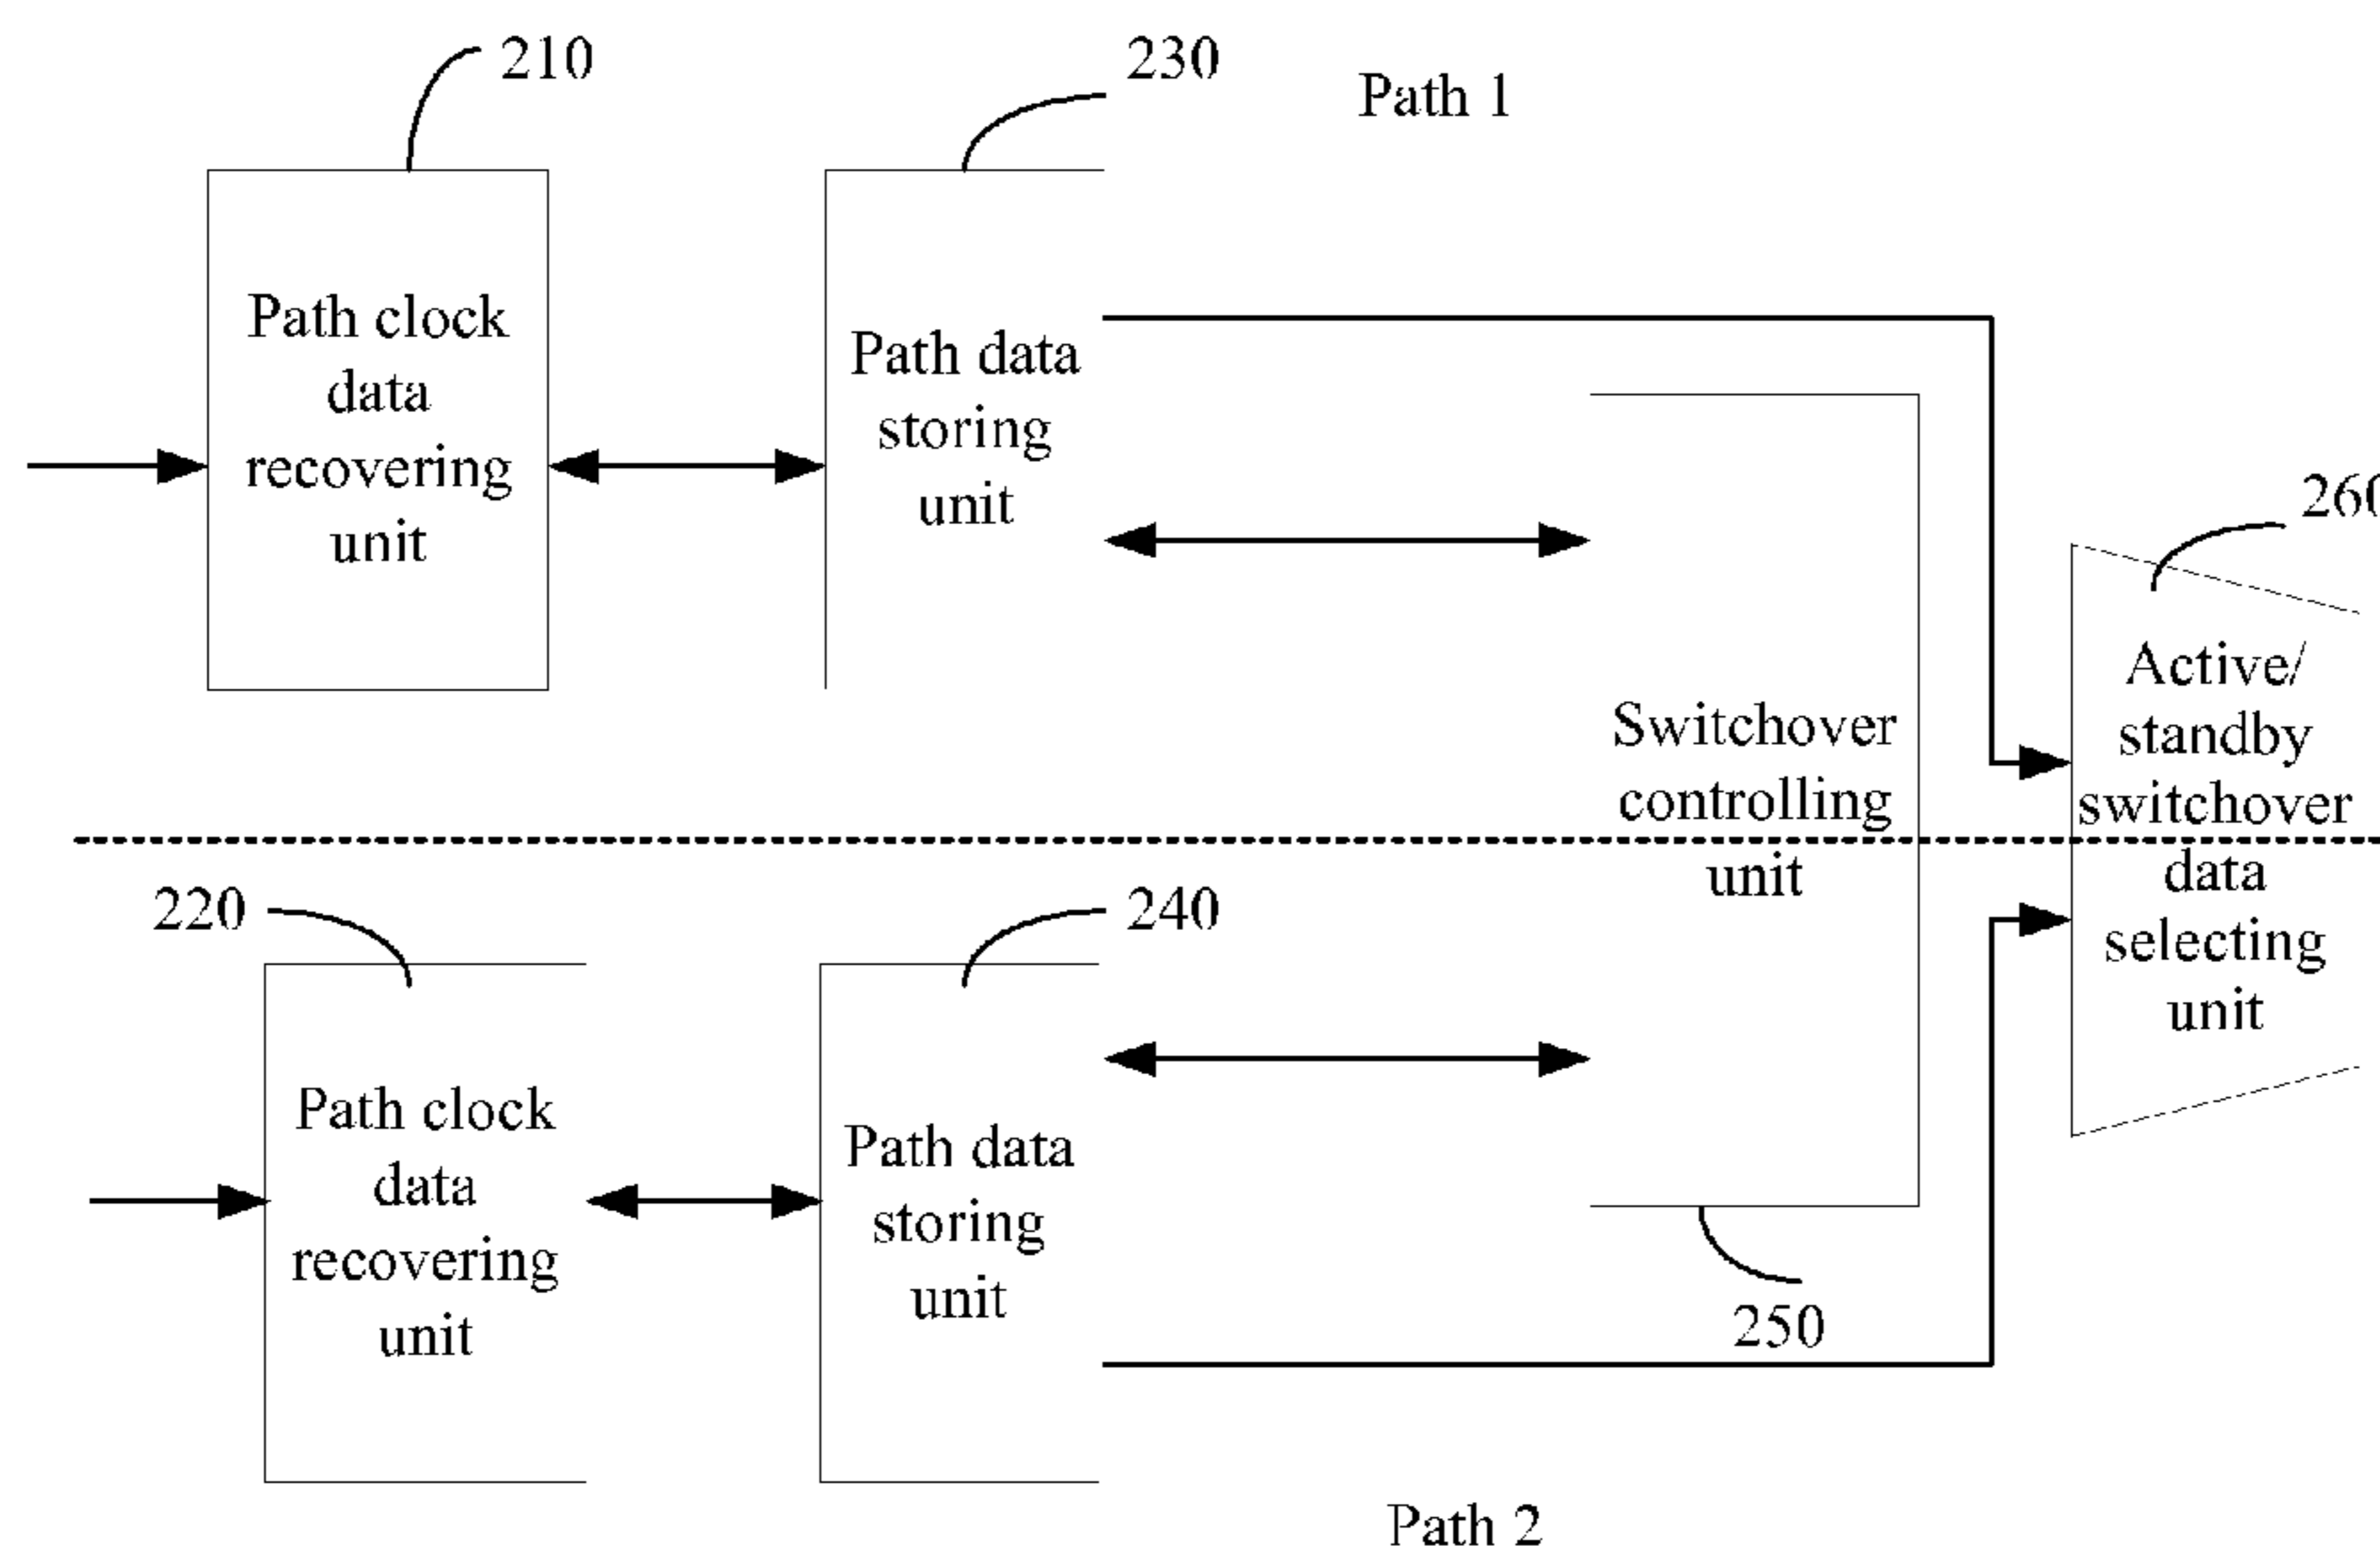 210
230
Path 1
Path clock
data
recovering
unit
Path data
storing
unit
Switchover
controlling
unit
260
Active/
standby
switchover
data
selecting
unit
220
240
Path clock
data
recovering
unit
Path data
storing
unit
250
Path 2